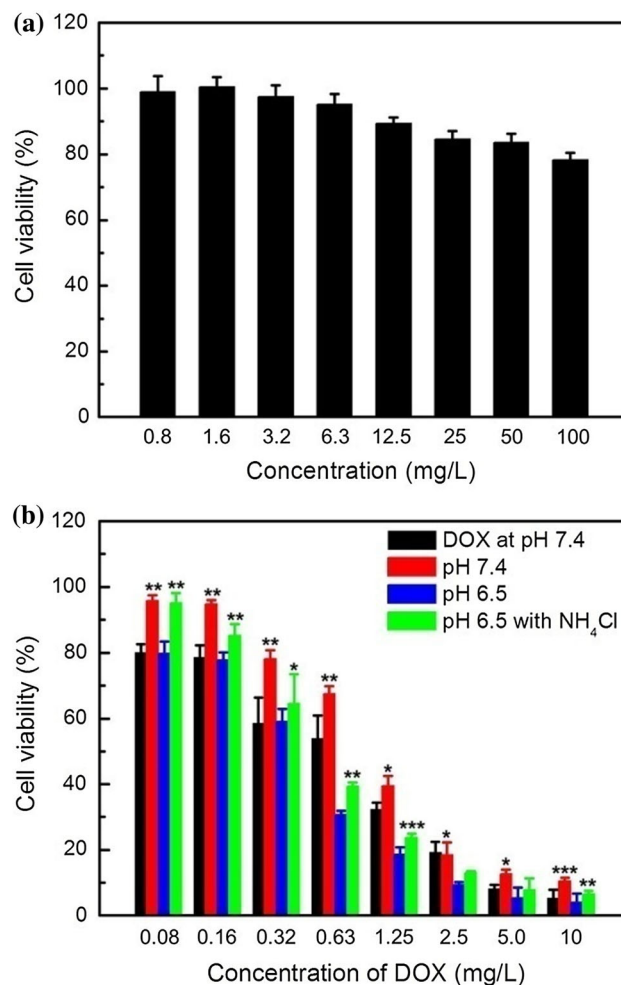 (a)
120
100
80
60
40
20
0
Cell viability (%)
0.8 1.6 3.2 6.3 12.5 25 50 100
Concentration (mg/L)
(b)
120
100
80
60
40
20
0
Cell viability (%)
DOX at pH 7.4
pH 7.4
pH 6.5
pH 6.5 with NH₄Cl
** ** ** ** ** * ** ** * *** * * *** **
0.08 0.16 0.32 0.63 1.25 2.5 5.0 10
Concentration of DOX (mg/L)